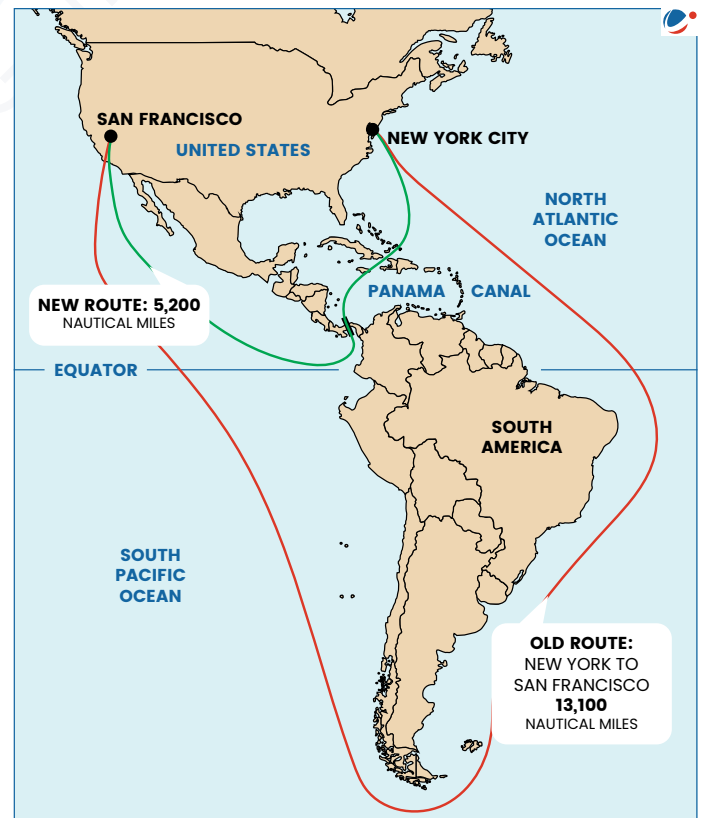 SAN FRANCISCO
UNITED STATES
NEW YORK CITY
NORTH
ATLANTIC
OCEAN
PANAMA CANAL
NEW ROUTE: 5,200
NAUTICAL MILES
EQUATOR
SOUTH
AMERICA
SOUTH
PACIFIC
OCEAN
OLD ROUTE:
NEW YORK TO
SAN FRANCISCO
13,100
NAUTICAL MILES